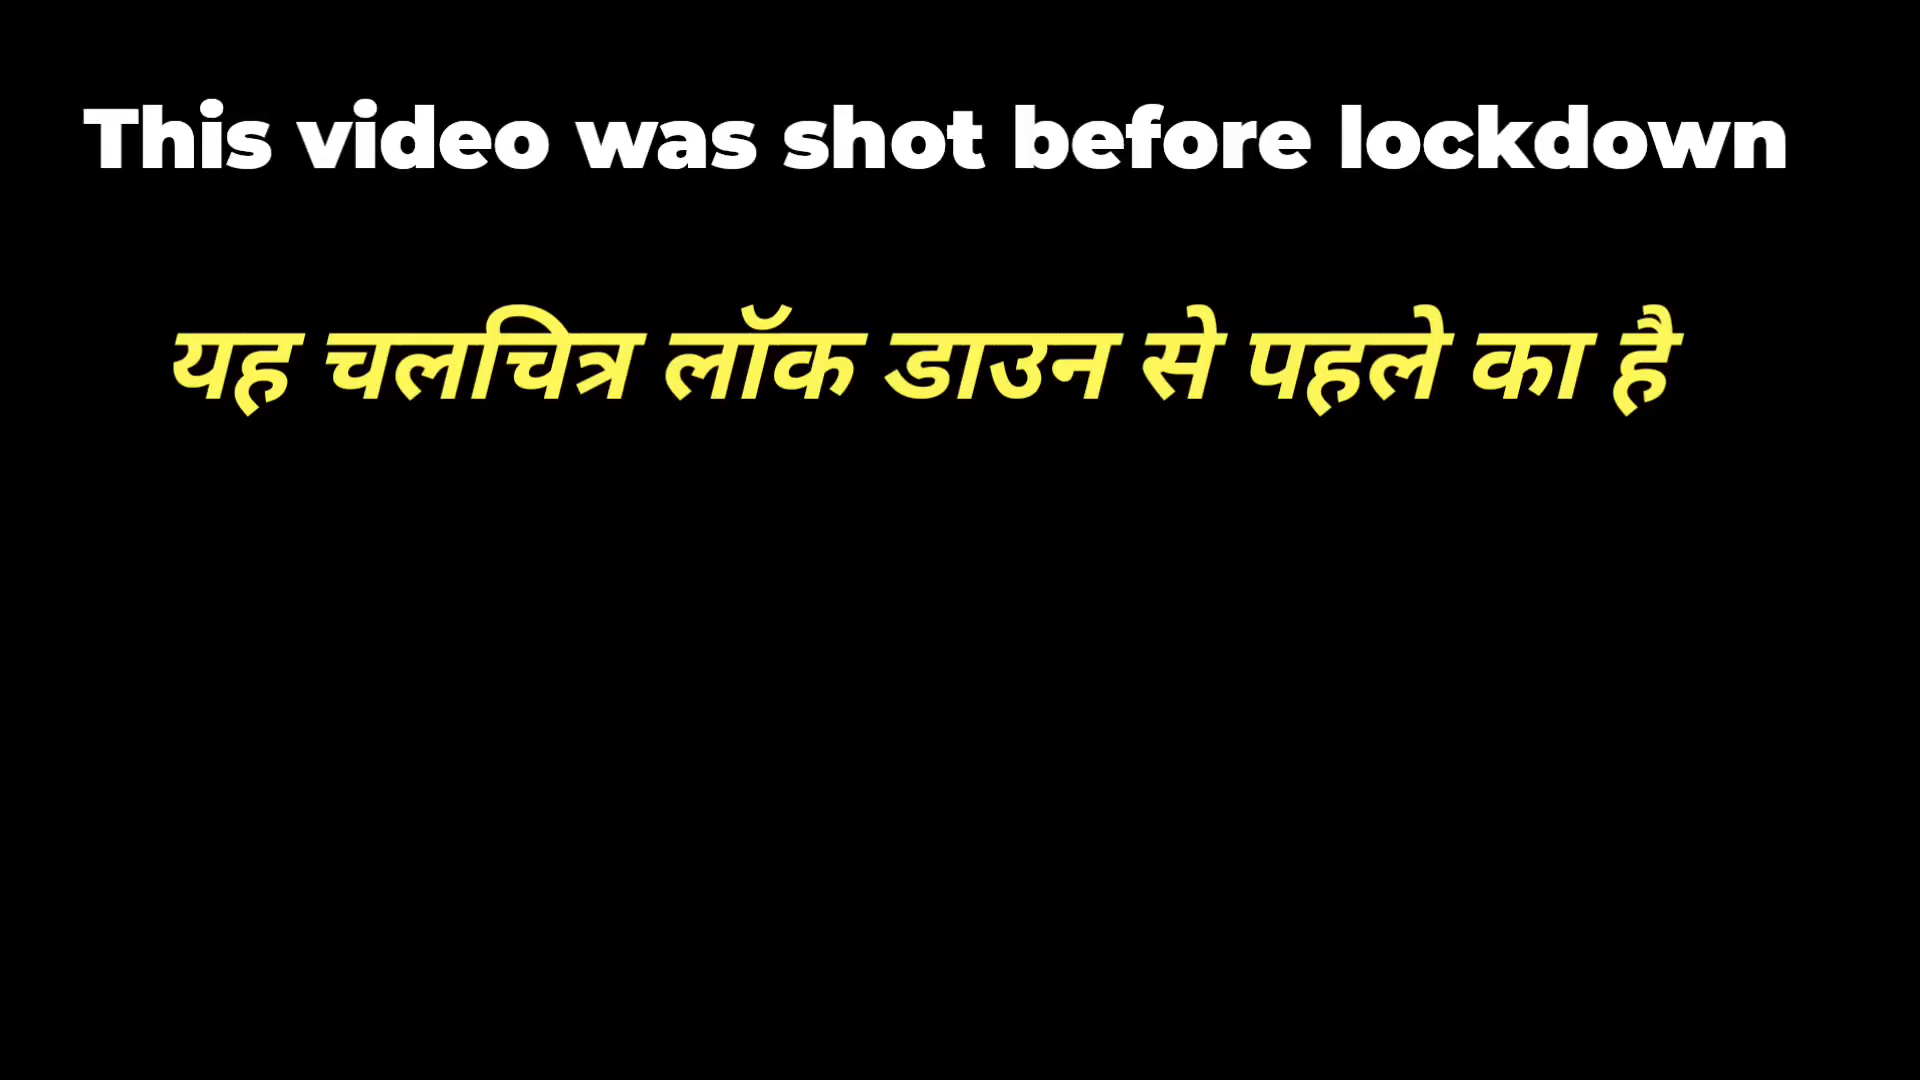 This video was shot before lockdown
यह चलचित्र लॉक डाउन से पहले का है